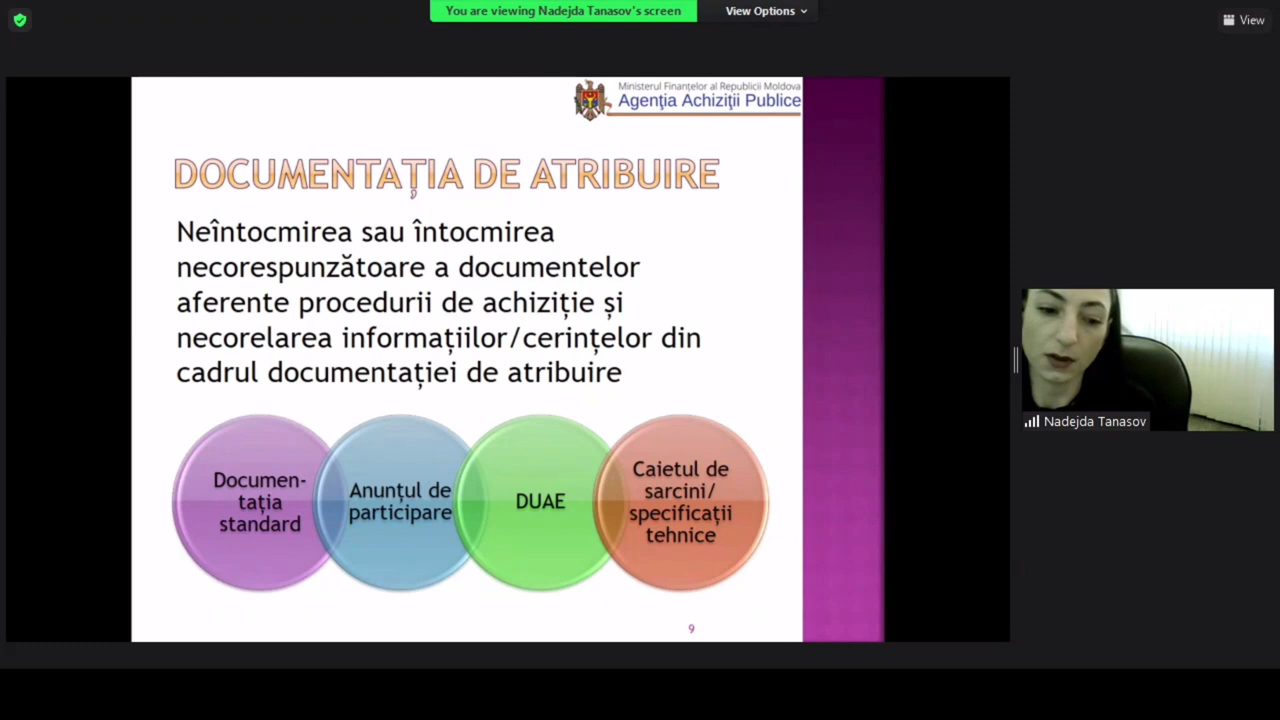 You are viewing Nadejda Tanasov's screen
View Options
View
Ministerul Finanțelor al Republicii Moldova
Agenţia Achiziţii Publice
DOCUMENTAȚIA DE ATRIBUIRE
Neîntocmirea sau întocmirea
necorespunzătoare a documentelor
aferente procedurii de achiziție și
necorelarea informațiilor/cerințelor din
cadrul documentației de atribuire
Documen-
tația
standard
Anunțul de
participare
DUAE
Caietul de
sarcini/
specificații
tehnice
Nadejda Tanasov
9